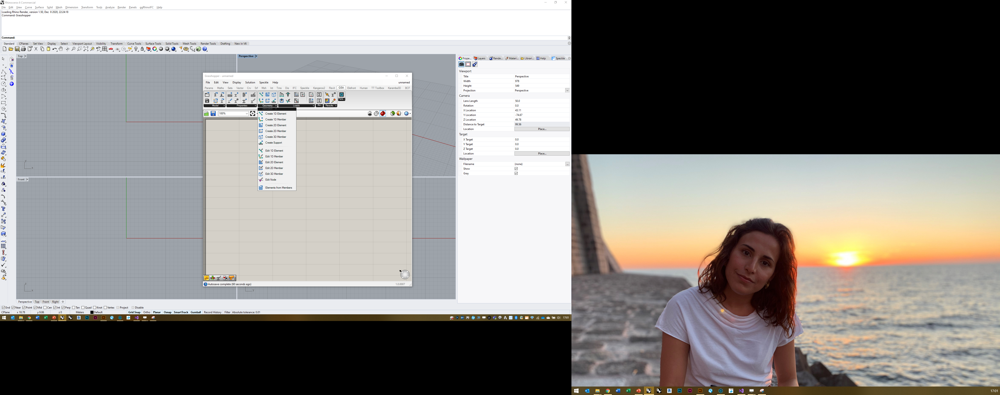 Rhinoceros 6 Commercial
File Edit View Curve Surface Solid Mesh Dimension Transform Tools Analyze Render Panels ggRhinoIFC Help
Loading Rhino Render, version 1.50, Dec 8 2020, 22:24:18
Command: Grasshopper
Command:
Standard CPlanes Set View Display Select Viewport Layout Visibility Transform Curve Tools Surface Tools Solid Tools Mesh Tools Render Tools Drafting New in V6
Top
Perspective
Front
y
x
z
x
y
Grasshopper - unnamed
File Edit View Display Solution Speckle Help unnamed
Params Maths Sets Vector Crv Srf Msh Int Trns Dis IFC Speckle Kangaroo2 Revit GSA Elefront Human TT Toolbox Karamba3D BCF
Model Properties Geometry Loads An.. Results Para...
100%
Create 1D Element
Create 1D Member
Create 2D Element
Create 2D Member
Create 3D Member
Create Support
Edit 1D Element
Edit 1D Member
Edit 2D Element
Edit 2D Member
Edit 3D Member
Edit Node
Elements from Members
Autosave complete (60 seconds ago) 1.0.0007
Prope... Layers Rende... Materi... Librari... Help Speckle
Viewport
Title Perspective
Width 978
Height 549
Projection Perspective
Camera
Lens Length 50.0
Rotation 0.0
X Location 43.11
Y Location -74.67
Z Location 49.78
Distance to Target 99.56
Location Place...
Target
X Target 0.0
Y Target 0.0
Z Target 0.0
Location Place...
Wallpaper
Filename (none) ...
Show
Gray
Perspective Top Front Right
End Near Point Mid Cen Int Perp Tan Quad Knot Vertex Project Disable
CPlane x 18.78 y 9.86 z 0 Meters Default Grid Snap Ortho Planar Osnap SmartTrack Gumball Record History Filter Absolute tolerance: 0.01
17:01
17:01